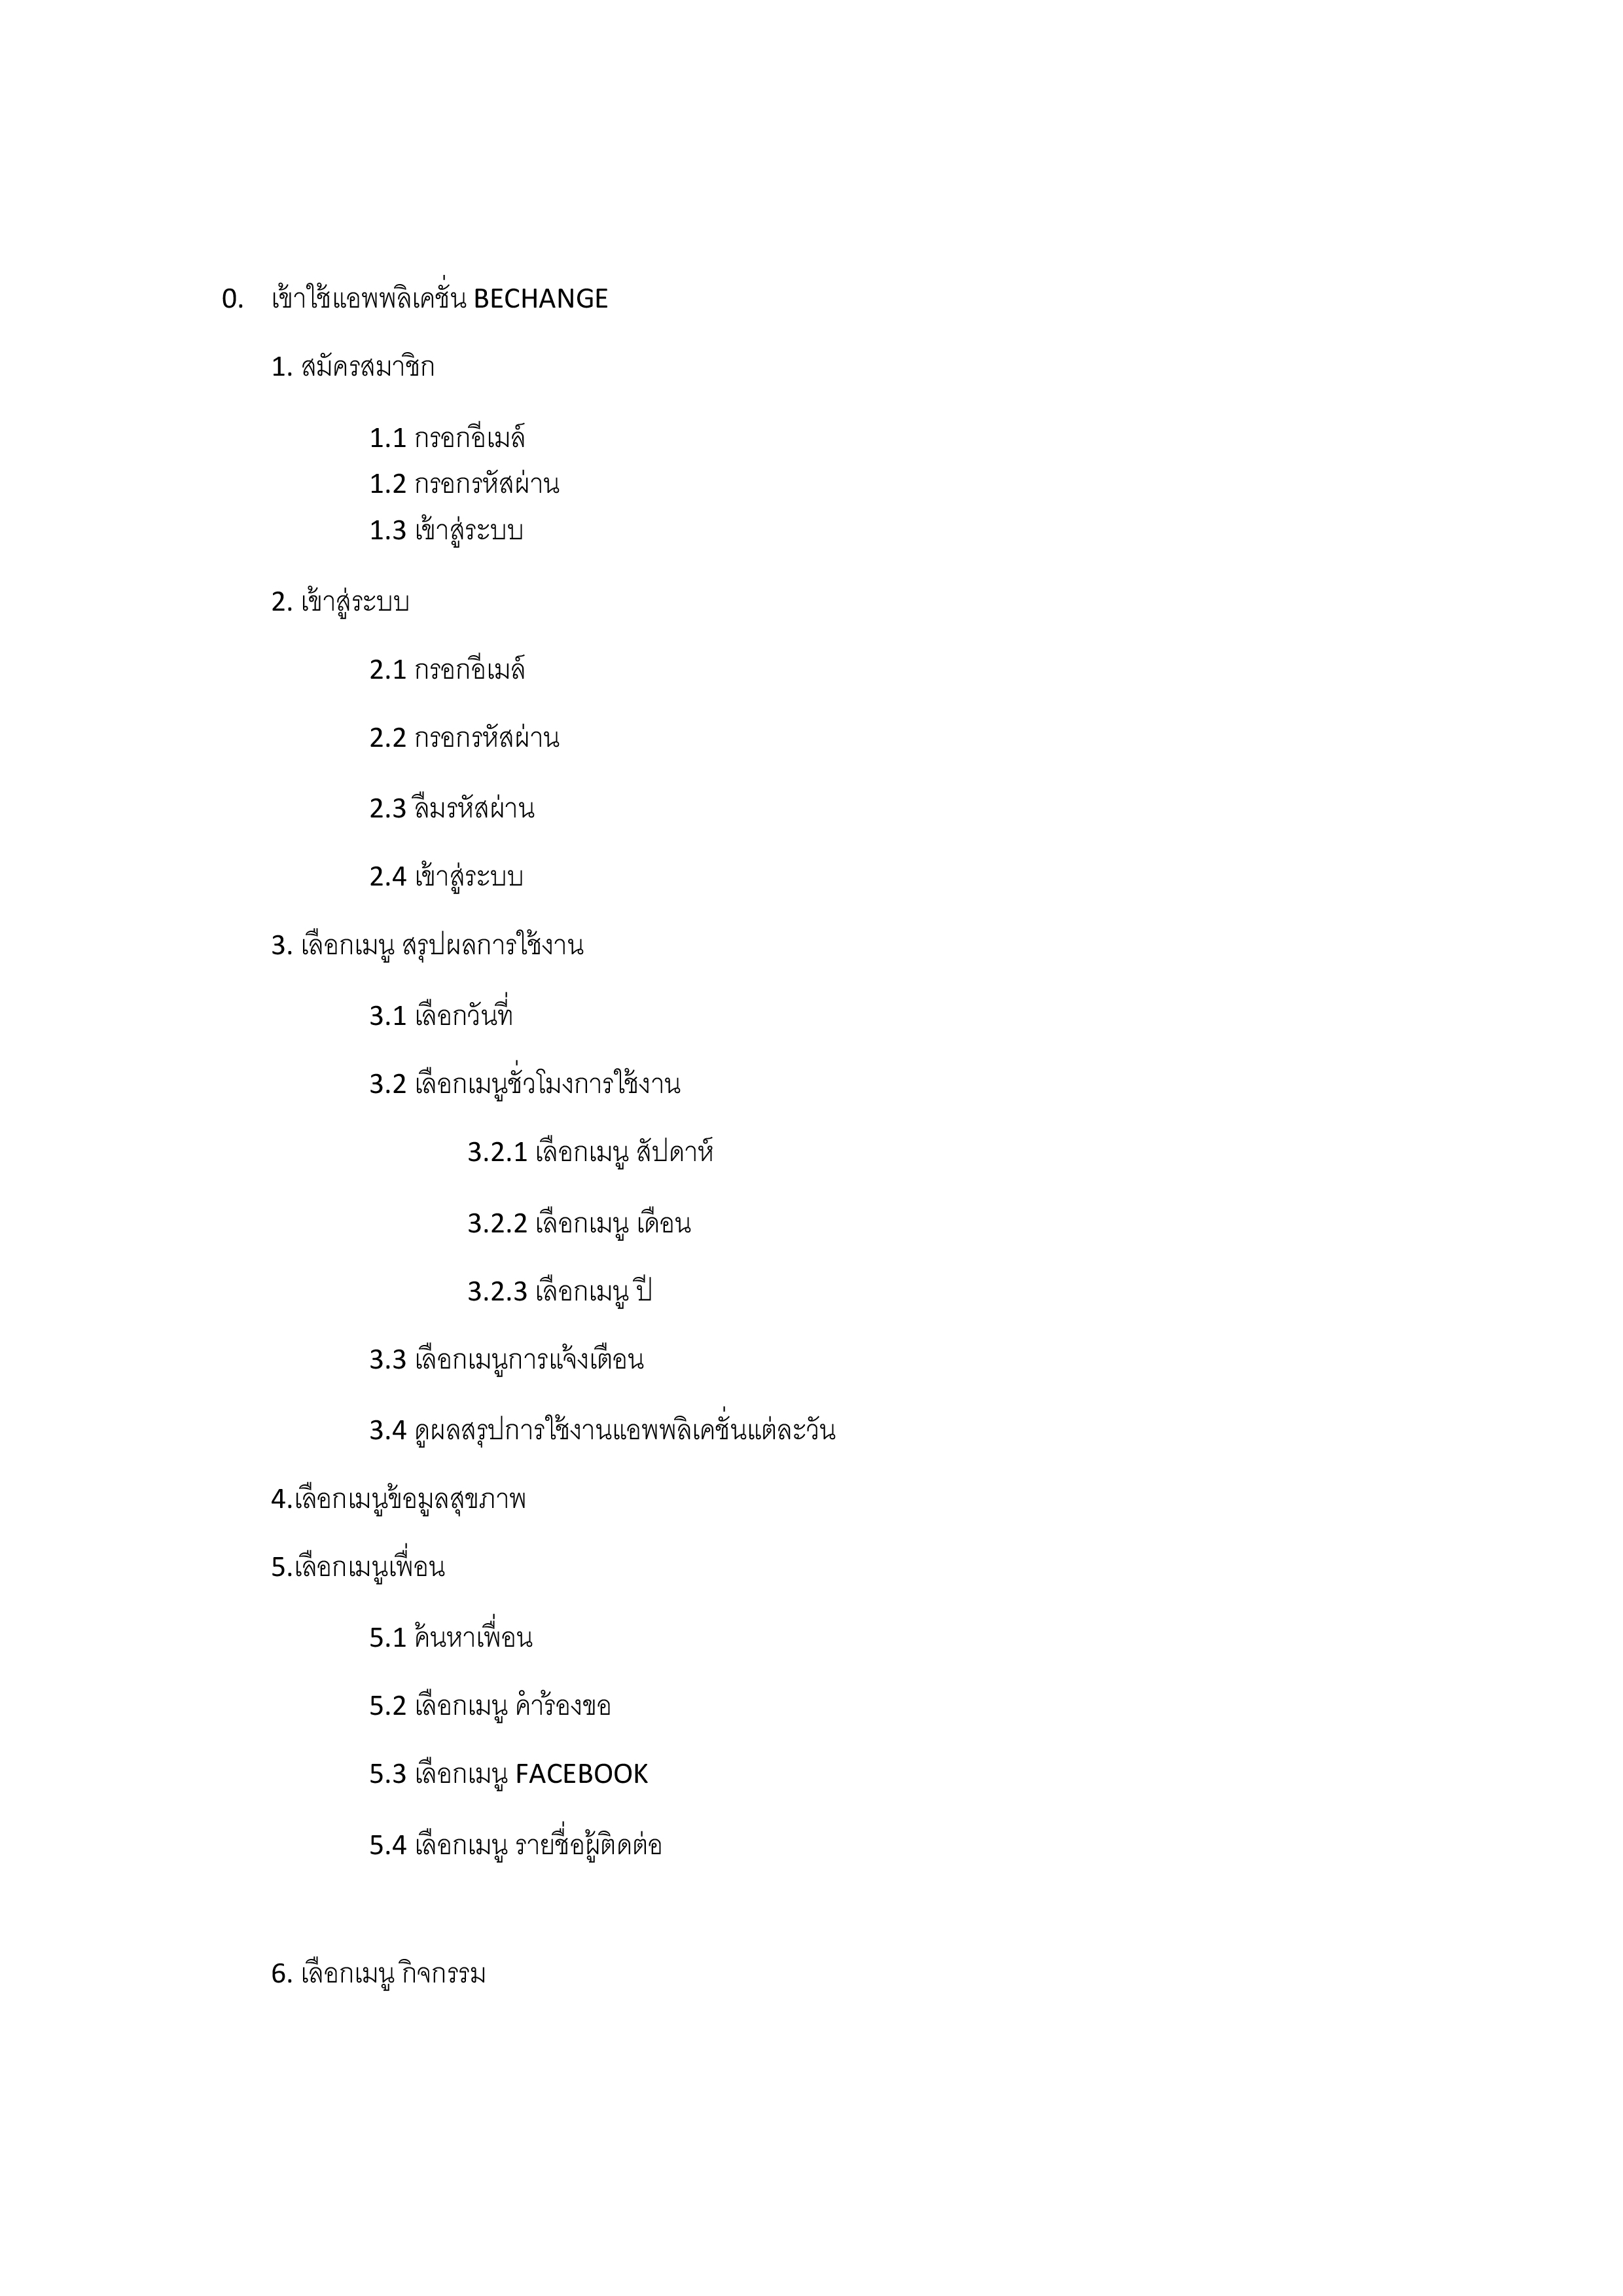 0. เข้าใช้แอพพลิเคชั่น BECHANGE
1. สมัครสมาชิก
1.1 กรอกอีเมล์
1.2 กรอกรหัสผ่าน
1.3 เข้าสู่ระบบ
2. เข้าสู่ระบบ
2.1 กรอกอีเมล์
2.2 กรอกรหัสผ่าน
2.3 ลืมรหัสผ่าน
2.4 เข้าสู่ระบบ
3. เลือกเมนู สรุปผลการใช้งาน
3.1 เลือกวันที่
3.2 เลือกเมนูชั่วโมงการใช้งาน
3.2.1 เลือกเมนู สัปดาห์
3.2.2 เลือกเมนู เดือน
3.2.3 เลือกเมนู ปี
3.3 เลือกเมนูการแจ้งเตือน
3.4 ดูผลสรุปการใช้งานแอพพลิเคชั่นแต่ละวัน
4.เลือกเมนูข้อมูลสุขภาพ
5.เลือกเมนูเพื่อน
5.1 ค้นหาเพื่อน
5.2 เลือกเมนู คำร้องขอ
5.3 เลือกเมนู FACEBOOK
5.4 เลือกเมนู รายชื่อผู้ติดต่อ
6. เลือกเมนู กิจกรรม